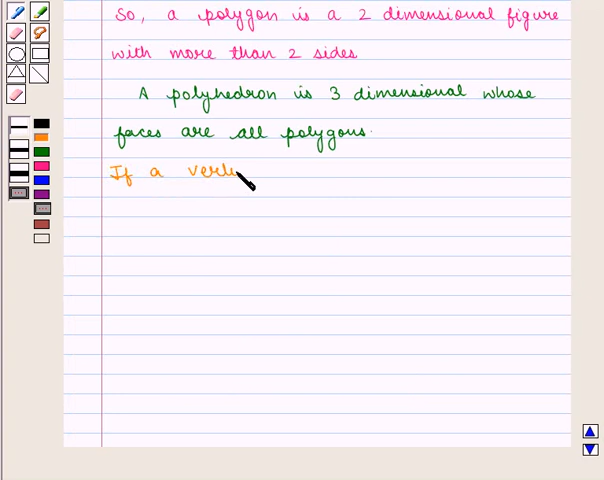 So, a polygon is a 2 dimensional figure
with more than 2 sides
A polyhedron is 3 dimensional whose
faces are all polygons.
If a